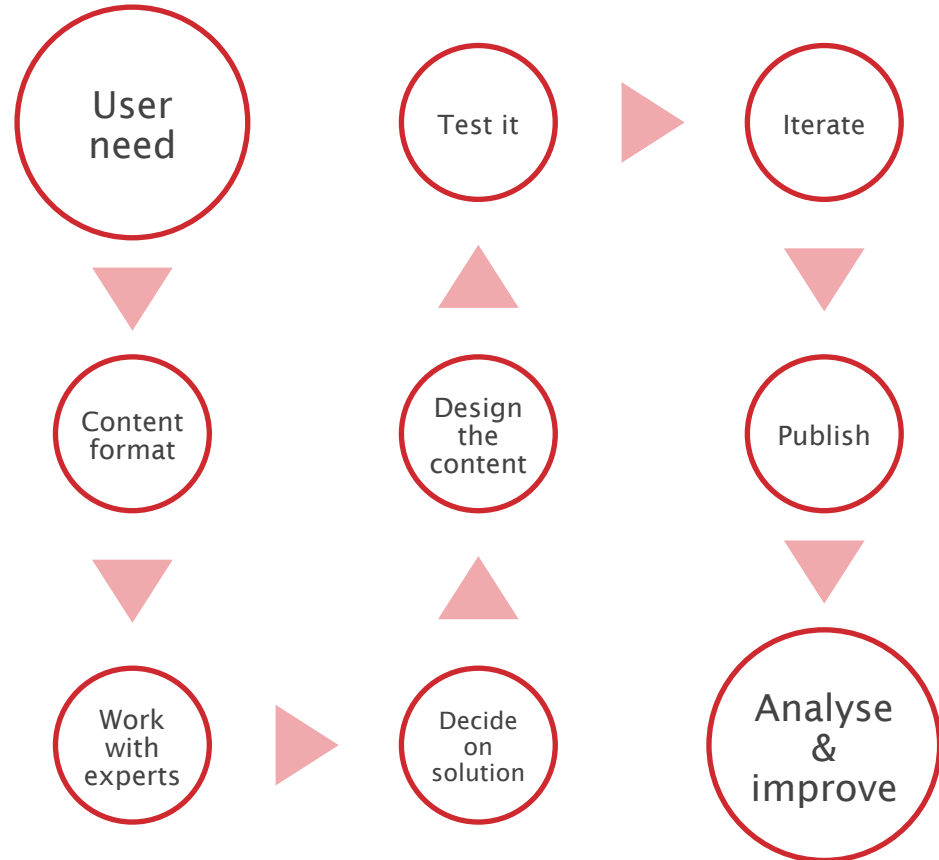 User
need
Content
format
Work
with
experts
Decide
on
solution
Design
the
content
Test it
Iterate
Publish
Analyse
&
improve